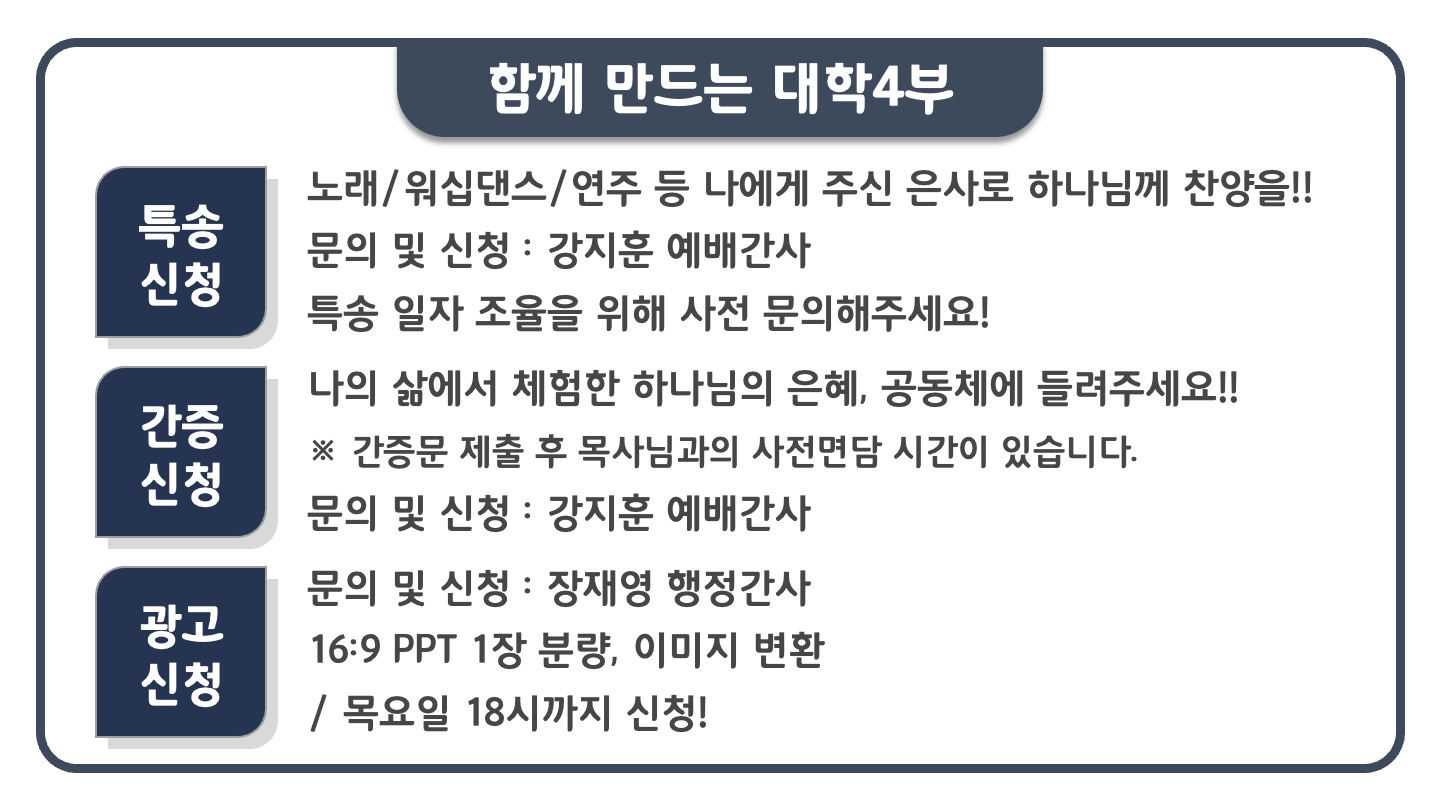 함께 만드는 대학4부
특송
신청
노래/워십댄스/연주 등 나에게 주신 은사로 하나님께 찬양을!!
문의 및 신청 : 강지훈 예배간사
특송 일자 조율을 위해 사전 문의해주세요!
간증
신청
나의 삶에서 체험한 하나님의 은혜, 공동체에 들려주세요!!
※ 간증문 제출 후 목사님과의 사전면담 시간이 있습니다.
문의 및 신청 : 강지훈 예배간사
광고
신청
문의 및 신청 : 장재영 행정간사
16:9 PPT 1장 분량, 이미지 변환
/ 목요일 18시까지 신청!